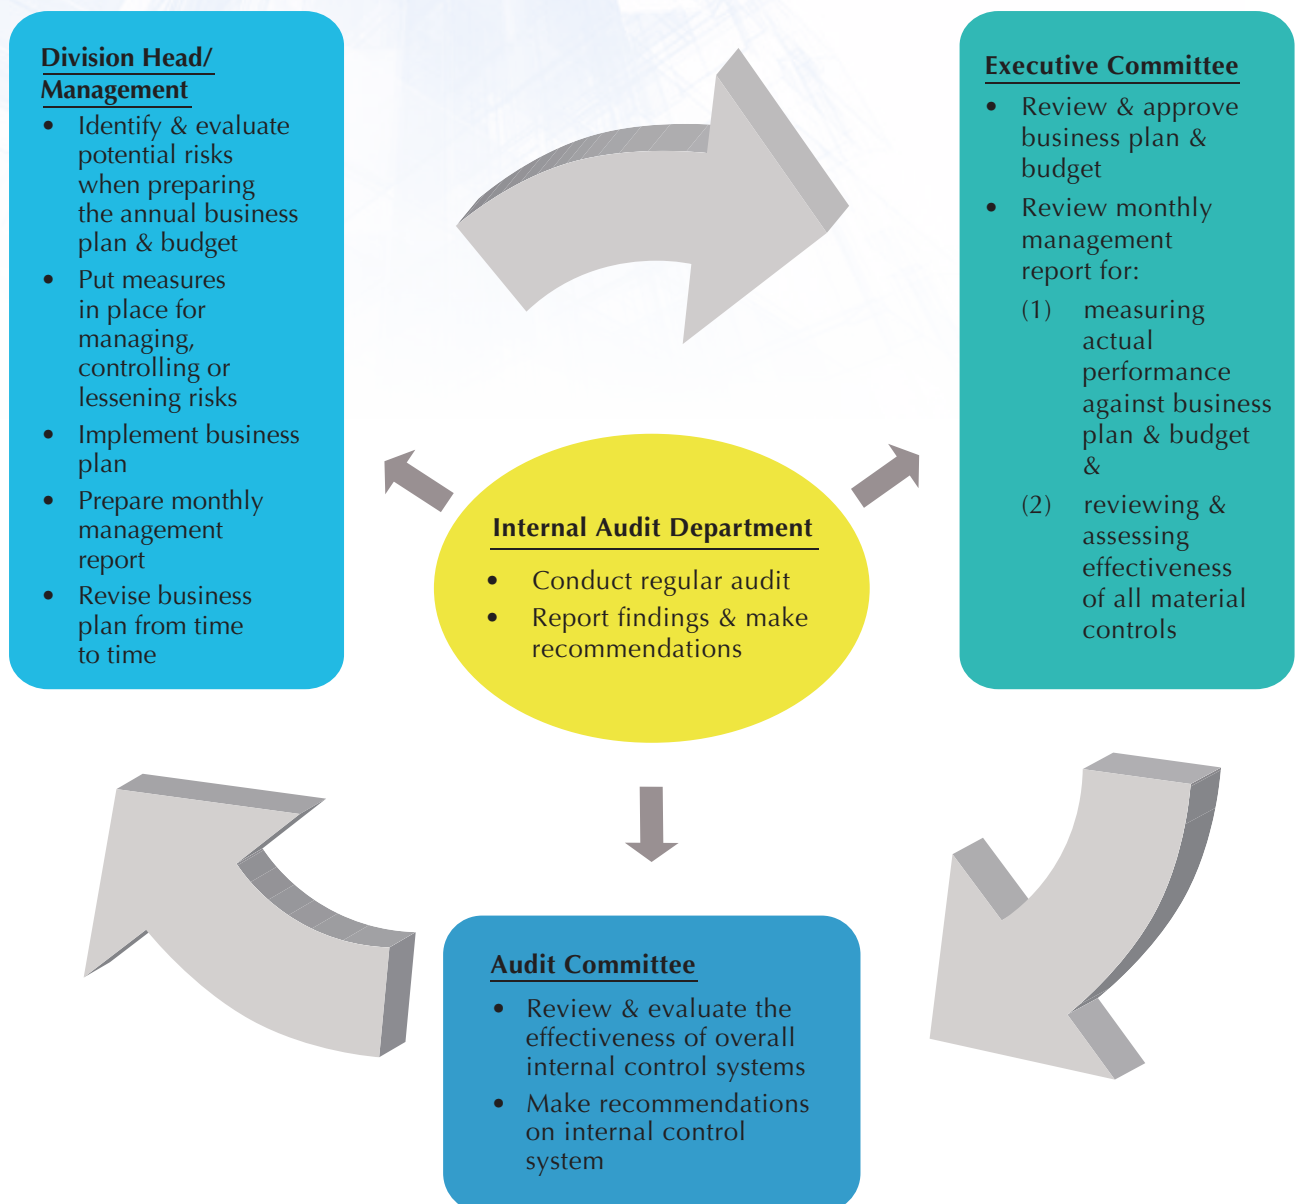 Division Head/
Management
• Identify & evaluate
potential risks
when preparing
the annual business
plan & budget
• Put measures
in place for
managing,
controlling or
lessening risks
• Implement business
plan
• Prepare monthly
management
report
• Revise business
plan from time
to time
Executive Committee
• Review & approve
business plan &
budget
• Review monthly
management
report for:
(1) measuring
actual
performance
against business
plan & budget
&
(2) reviewing &
assessing
effectiveness
of all material
controls
Internal Audit Department
• Conduct regular audit
• Report findings & make
recommendations
Audit Committee
• Review & evaluate the
effectiveness of overall
internal control systems
• Make recommendations
on internal control
system